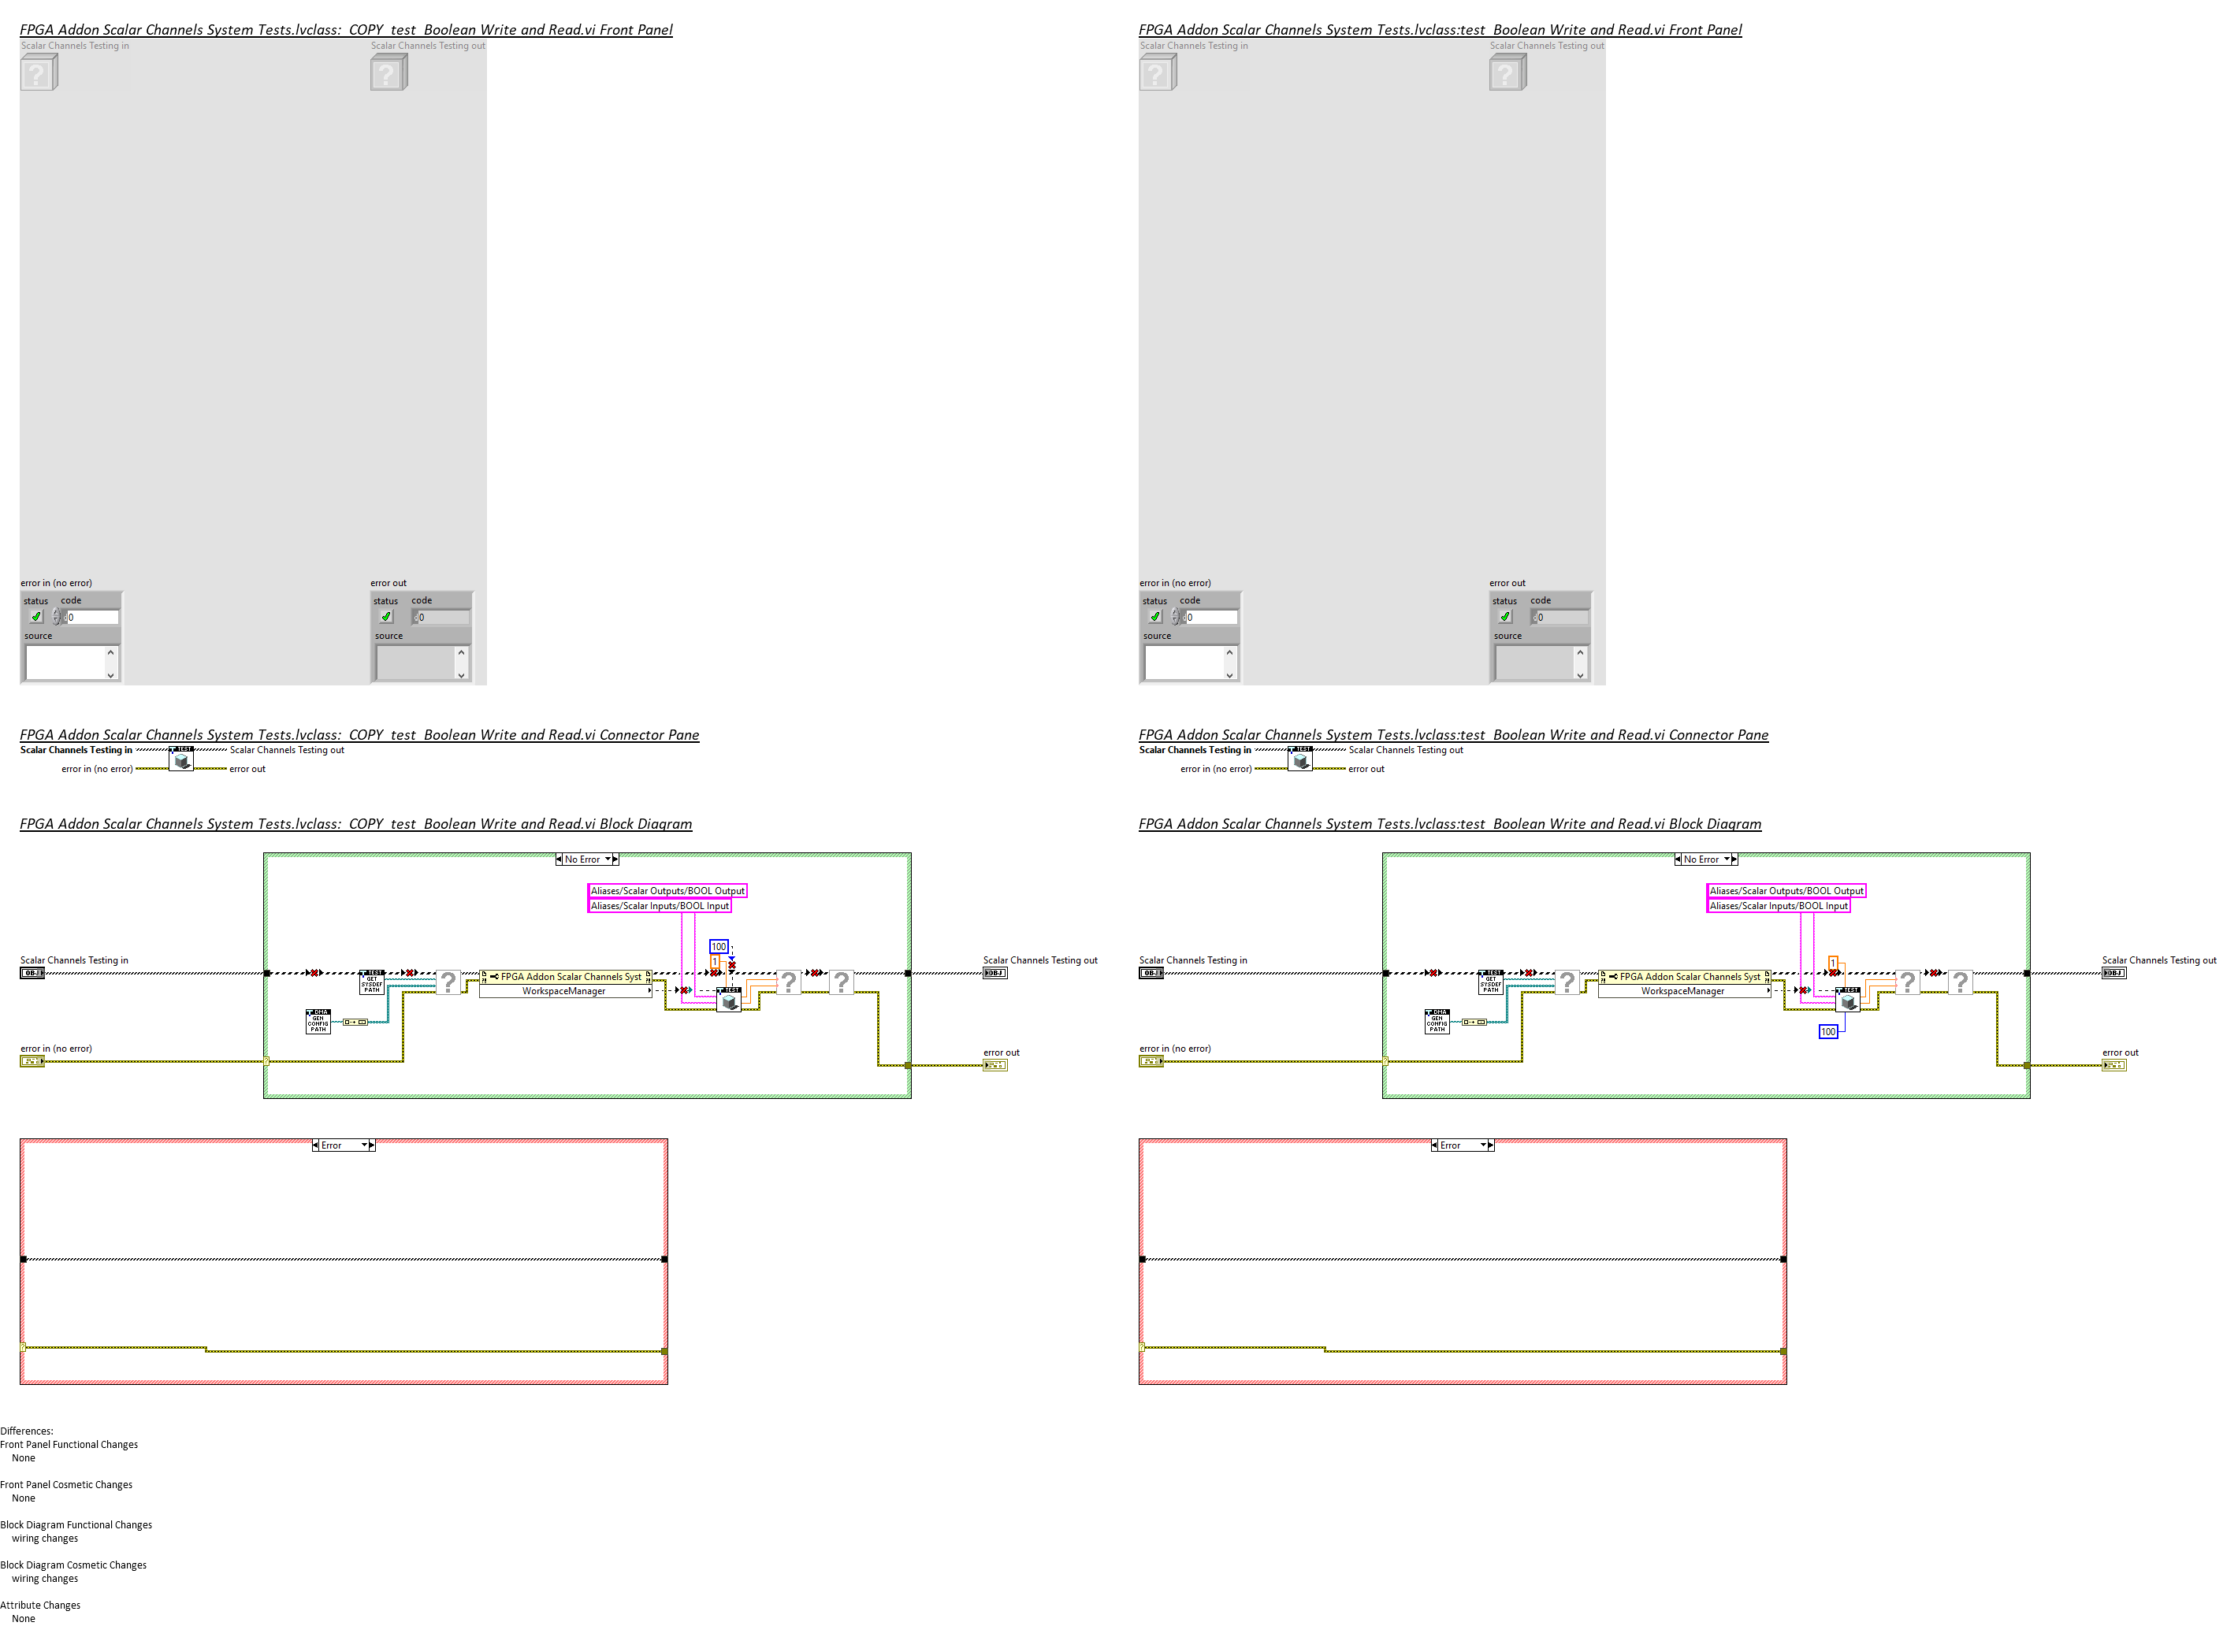 FPGA Addon Scalar Channels System Tests.lvclass:_COPY_test_Boolean Write and Read.vi Front Panel
Scalar Channels Testing in
Scalar Channels Testing out
error in (no error)
status code
0
source
error out
status code
0
source
FPGA Addon Scalar Channels System Tests.lvclass:_COPY_test_Boolean Write and Read.vi Connector Pane
Scalar Channels Testing in
TEST
Scalar Channels Testing out
error in (no error)
error out
FPGA Addon Scalar Channels System Tests.lvclass:_COPY_test_Boolean Write and Read.vi Block Diagram
No Error
Aliases/Scalar Outputs/BOOL Output
Aliases/Scalar Inputs/BOOL Input
100
1
Scalar Channels Testing in
OBJ
TEST
GET
SYSDEF
PATH
FPGA Addon Scalar Channels Syst
WorkspaceManager
TEST
Scalar Channels Testing out
OBJ
DMA
GEN
CONFIG
PATH
error in (no error)
error out
Error
FPGA Addon Scalar Channels System Tests.lvclass:test_Boolean Write and Read.vi Front Panel
Scalar Channels Testing in
Scalar Channels Testing out
error in (no error)
status code
0
source
error out
status code
0
source
FPGA Addon Scalar Channels System Tests.lvclass:test_Boolean Write and Read.vi Connector Pane
Scalar Channels Testing in
TEST
Scalar Channels Testing out
error in (no error)
error out
FPGA Addon Scalar Channels System Tests.lvclass:test_Boolean Write and Read.vi Block Diagram
No Error
Aliases/Scalar Outputs/BOOL Output
Aliases/Scalar Inputs/BOOL Input
1
Scalar Channels Testing in
OBJ
TEST
GET
SYSDEF
PATH
FPGA Addon Scalar Channels Syst
WorkspaceManager
TEST
100
Scalar Channels Testing out
OBJ
DMA
GEN
CONFIG
PATH
error in (no error)
error out
Error
Differences:
Front Panel Functional Changes
None
Front Panel Cosmetic Changes
None
Block Diagram Functional Changes
wiring changes
Block Diagram Cosmetic Changes
wiring changes
Attribute Changes
None